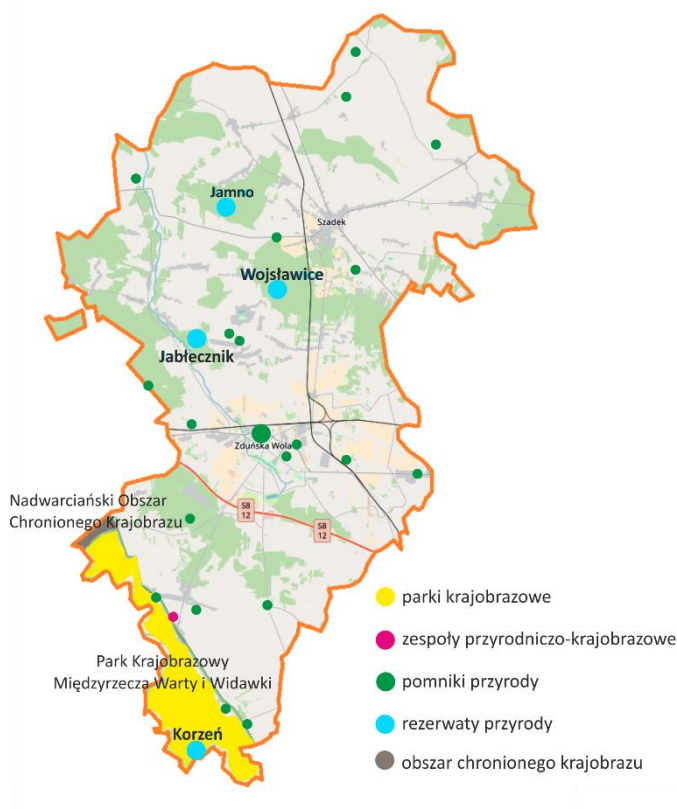 Jamno
Szadek
Wojsławice
Jabłecznik
Zduńska Wola
Nadwarciański Obszar
Chronionego Krajobrazu
S8
12
S8
12
parki krajobrazowe
zespoły przyrodniczo-krajobrazowe
Park Krajobrazowy
Międzyrzecza Warty i Widawki
pomniki przyrody
rezerwaty przyrody
Korzeń
obszar chronionego krajobrazu